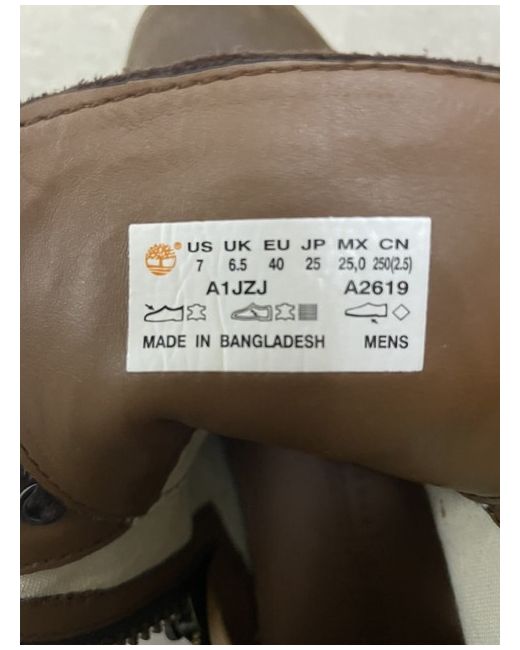 US UK EU JP MX CN
7 6.5 40 25 25,0 250(2.5)
A1JZJ A2619
MADE IN BANGLADESH MENS